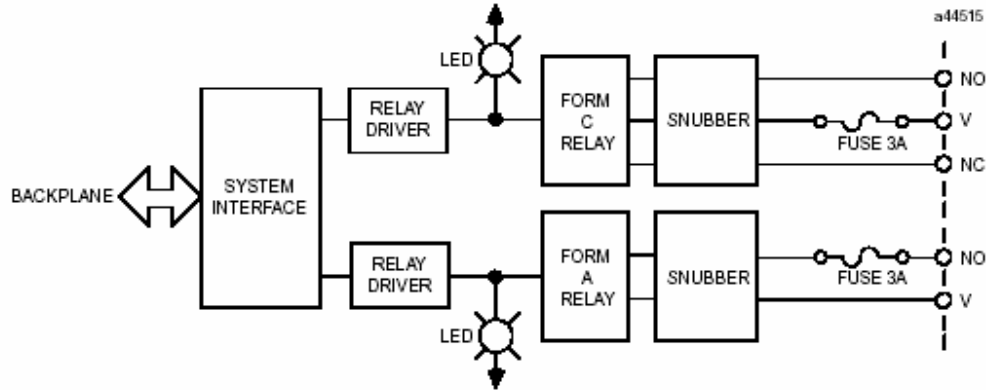 a44515
LED
RELAY
DRIVER
FORM
C
RELAY
SNUBBER
NO
V
FUSE 3A
NC
BACKPLANE
SYSTEM
INTERFACE
RELAY
DRIVER
LED
FORM
A
RELAY
SNUBBER
NO
FUSE 3A
V